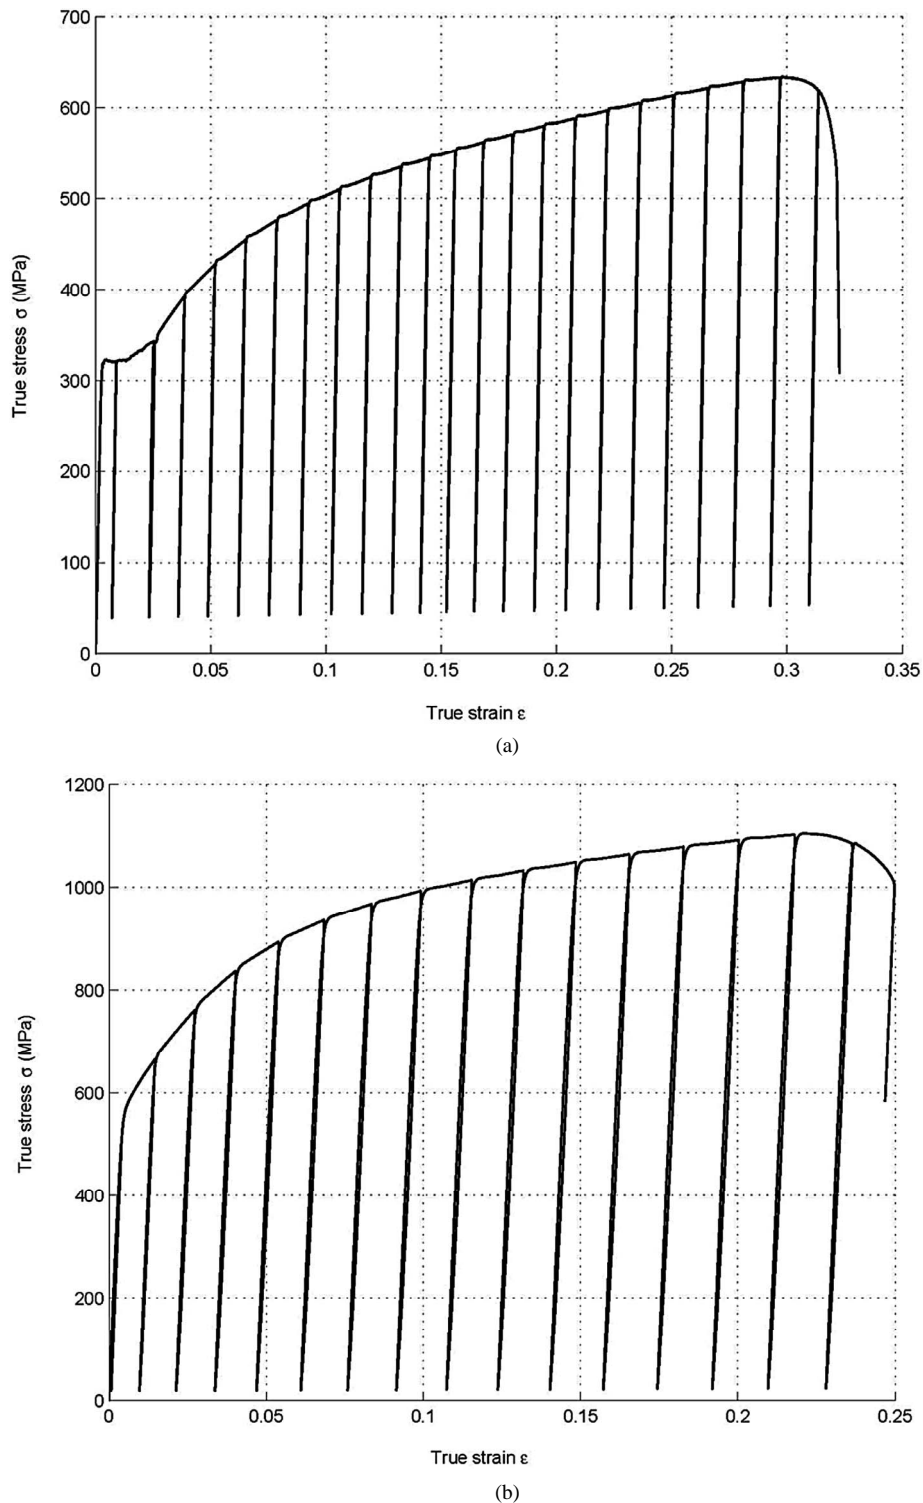 700
600
500
400
300
200
100
0
True stress σ (MPa)
0 0.05 0.1 0.15 0.2 0.25 0.3 0.35
True strain ε
(a)
1200
1000
800
600
400
200
0
True stress σ (MPa)
0 0.05 0.1 0.15 0.2 0.25
True strain ε
(b)